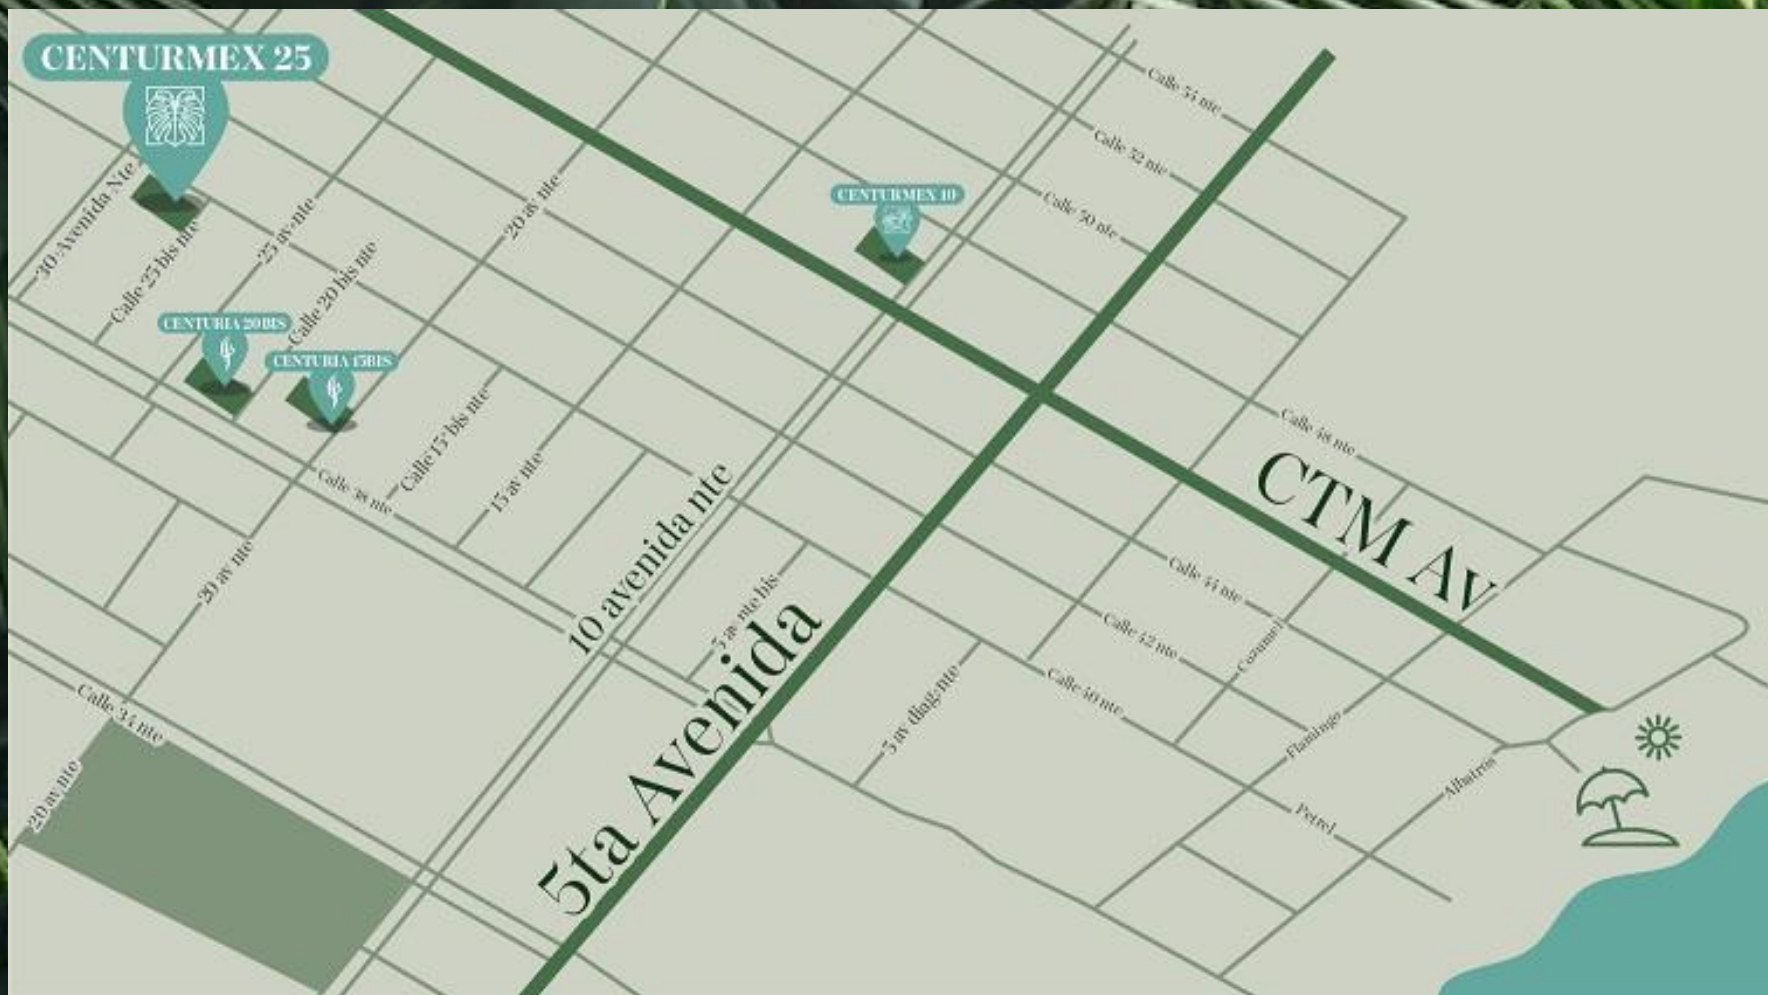 CENTURMEX 25
Calle 54 nte
Calle 52 nte
30 Avenida Nte
CENTURMEX 10
20 av nte
Calle 50 nte
25 av nte
Calle 25 bis nte
Calle 20 bis nte
CENTURIA 20BIS
CENTURIA 15BIS
Calle 48 nte
Calle 15 bis nte
CTM Av
15 av nte
Calle 38 nte
10 avenida nte
20 av nte
Calle 44 nte
5 av nte bis
Calle 42 nte
Cozumel
5ta Avenida
Calle 40 nte
5 av diag. nte
Calle 34 nte
Flamingo
Albatros
20 av nte
Petrel